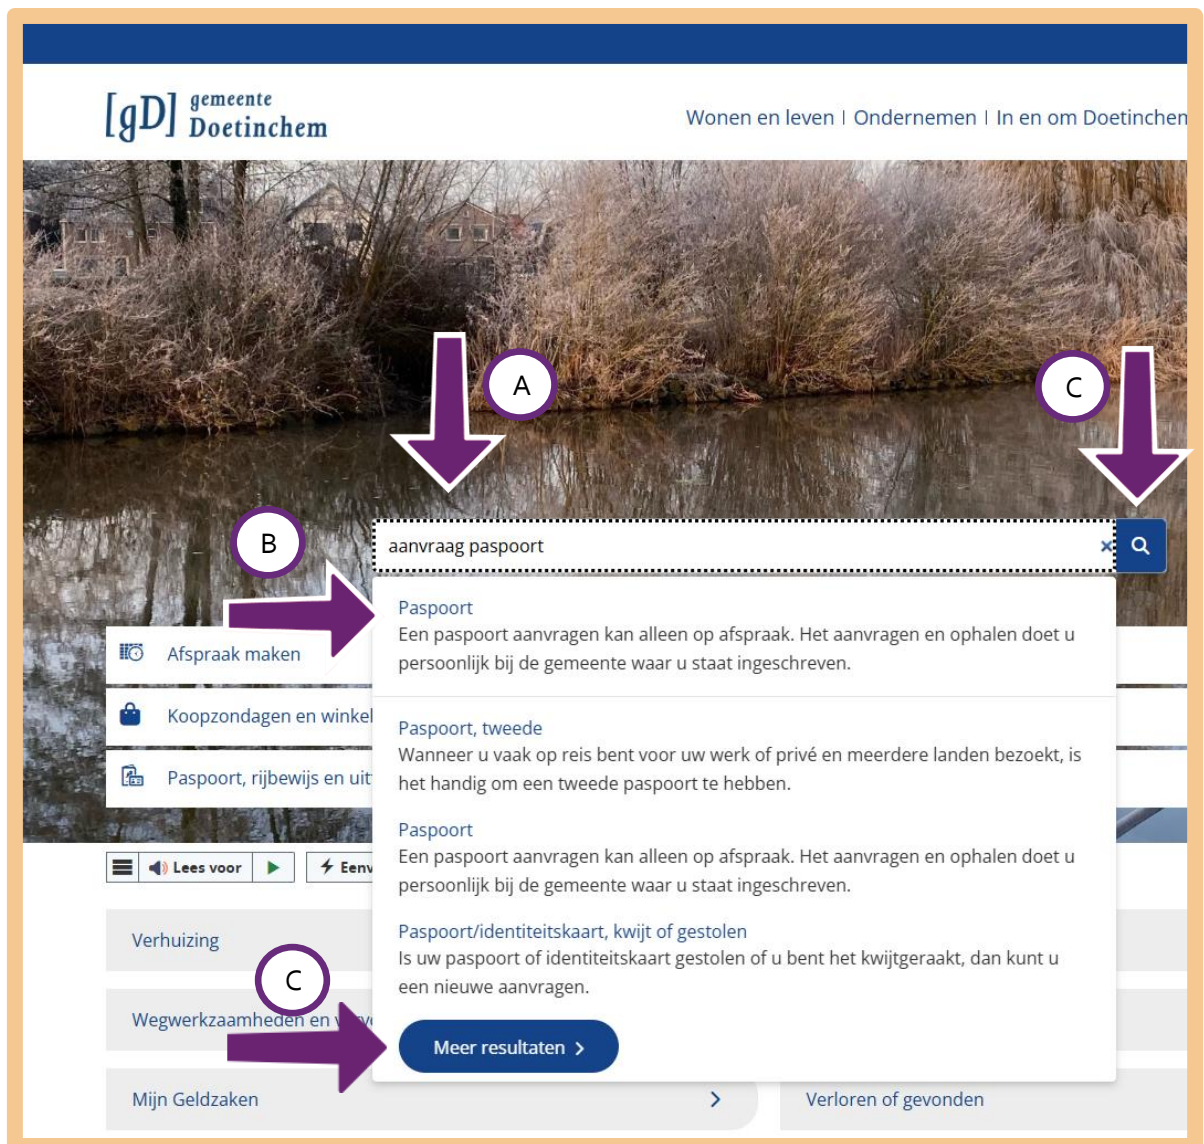 [gD] gemeente
Doetinchem
Wonen en leven | Ondernemen | In en om Doetinchem
A
C
B
aanvraag paspoort
×
Paspoort
Een paspoort aanvragen kan alleen op afspraak. Het aanvragen en ophalen doet u
persoonlijk bij de gemeente waar u staat ingeschreven.
Afspraak maken
Koopzondagen en
Paspoort, tweede
Wanneer u vaak op reis bent voor uw werk of privé en meerdere landen bezoekt, is
het handig om een tweede paspoort te hebben.
Paspoort, rijbewijs en
Paspoort
Een paspoort aanvragen kan alleen op afspraak. Het aanvragen en ophalen doet u
persoonlijk bij de gemeente waar u staat ingeschreven.
Lees voor
Verhuizing
Paspoort/identiteitskaart, kwijt of gestolen
Is uw paspoort of identiteitskaart gestolen of u bent het kwijtgeraakt, dan kunt u
een nieuwe aanvragen.
C
Wegwerkzaamheden en
Meer resultaten
Mijn Geldzaken
Verloren of gevonden